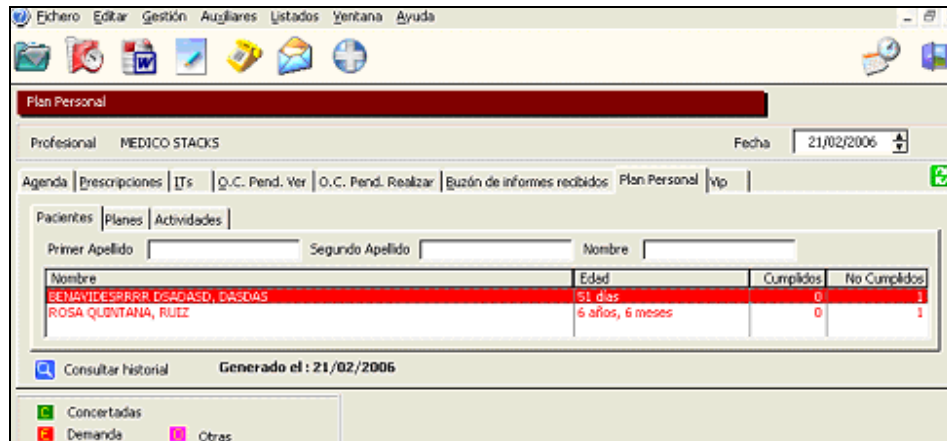 Fichero Editar Gestión Auxiliares Listados Ventana Ayuda
Plan Personal
Profesional MEDICO STACKS Fecha 21/02/2006
Agenda Prescripciones ITs O.C. Pend. Ver O.C. Pend. Realizar Buzón de informes recibidos Plan Personal Vip
Pacientes Planes Actividades
Primer Apellido Segundo Apellido Nombre
Nombre Edad Cumplidos No Cumplidos
BENAVIDESRRRR DSADASD, DASDAS 51 dias 0 1
ROSA QUINTANA, RUIZ 6 años, 6 meses 0 1
Consultar historial Generado el : 21/02/2006
C Concertadas
E Demanda O Otras